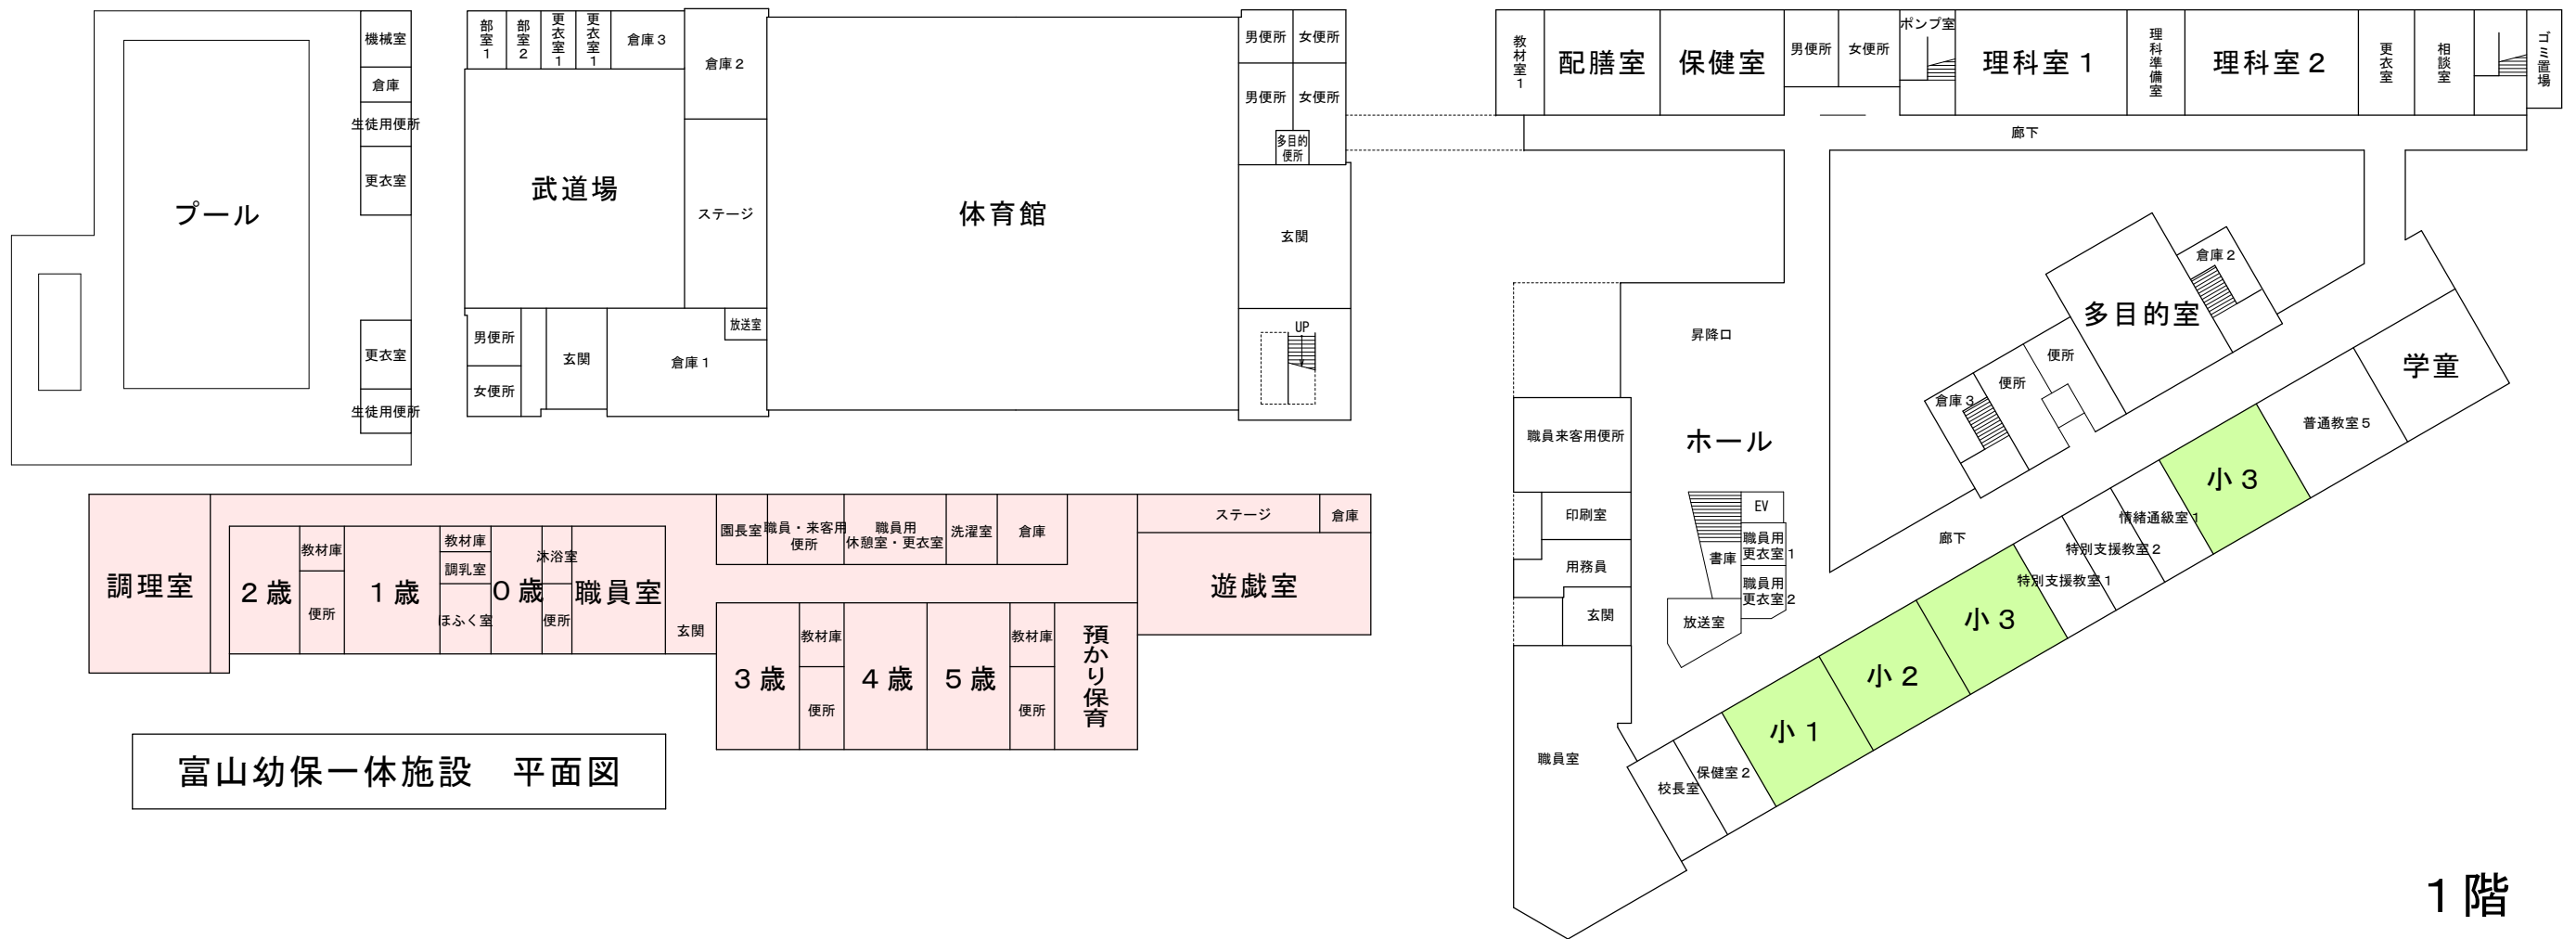 機械室
倉庫
生徒用便所
更衣室
プール
更衣室
生徒用便所
部室1
部室2
更衣室1
更衣室1
倉庫3
倉庫2
武道場
ステージ
体育館
放送室
男便所
女便所
玄関
倉庫1
男便所
女便所
男便所
女便所
多目的
便所
玄関
UP
教材室1
配膳室
保健室
男便所
女便所
ポンプ室
理科室1
理科準備室
理科室2
更衣室
相談室
ゴミ置場
廊下
昇降口
倉庫2
多目的室
便所
便所
倉庫3
学童
普通教室5
小3
情緒通級室1
特別支援教室2
特別支援教室1
小3
小2
小1
保健室2
校長室
廊下
職員来客用便所
ホール
印刷室
用務員
玄関
EV
職員用
更衣室1
書庫
職員用
更衣室2
放送室
職員室
調理室
2歳
教材庫
便所
1歳
教材庫
調乳室
ほふく室
0歳
沐浴室
便所
職員室
玄関
園長室
職員・来客用
便所
職員用
休憩室・更衣室
洗濯室
倉庫
ステージ
倉庫
遊戯室
3歳
教材庫
便所
4歳
5歳
教材庫
便所
預かり保育
富山幼保一体施設　平面図
1階